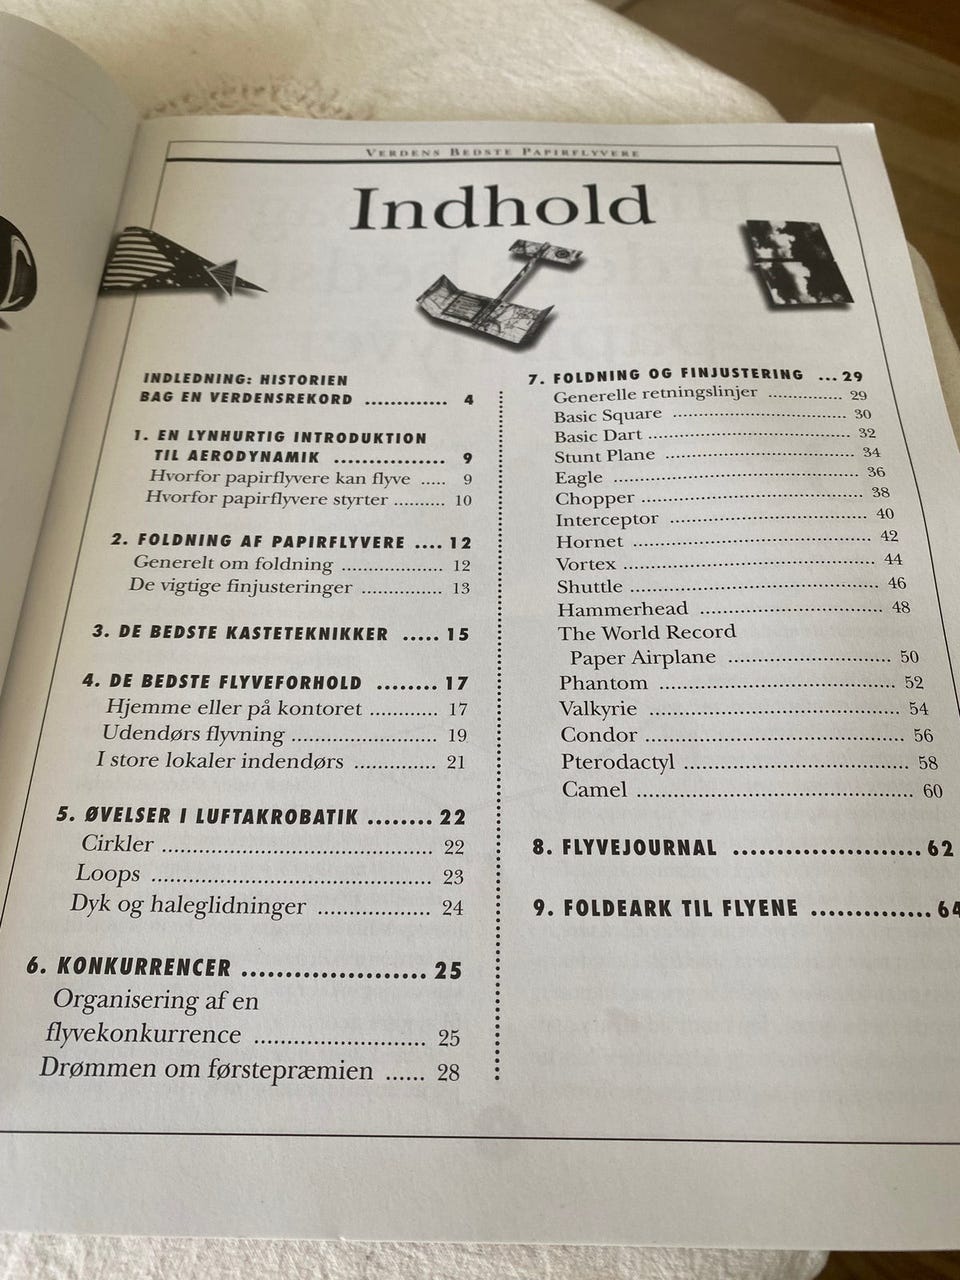 VERDENS BEDSTE PAPIRFLYVERE
Indhold
INDLEDNING: HISTORIEN
BAG EN VERDENSREKORD ............. 4
1. EN LYNHURTIG INTRODUKTION
TIL AERODYNAMIK ................. 9
Hvorfor papirflyvere kan flyve ..... 9
Hvorfor papirflyvere styrter .......... 10
2. FOLDNING AF PAPIRFLYVERE .... 12
Generelt om foldning .................... 12
De vigtige finjusteringer ................ 13
3. DE BEDSTE KASTETEKNIKKER ..... 15
4. DE BEDSTE FLYVEFORHOLD ........ 17
Hjemme eller på kontoret ........... 17
Udendørs flyvning ........................ 19
I store lokaler indendørs ............. 21
5. ØVELSER I LUFTAKROBATIK ........ 22
Cirkler ............................................. 22
Loops ............................................. 23
Dyk og haleglidninger .................. 24
6. KONKURRENCER ..................... 25
Organisering af en
flyvekonkurrence .......................... 25
Drømmen om førstepræmien ...... 28
7. FOLDNING OG FINJUSTERING ... 29
Generelle retningslinjer .............. 29
Basic Square ................................. 30
Basic Dart ..................................... 32
Stunt Plane ................................... 34
Eagle ............................................. 36
Chopper ........................................ 38
Interceptor .................................... 40
Hornet .......................................... 42
Vortex ........................................... 44
Shuttle .......................................... 46
Hammerhead ............................... 48
The World Record
Paper Airplane .......................... 50
Phantom ....................................... 52
Valkyrie ........................................ 54
Condor ......................................... 56
Pterodactyl ................................... 58
Camel ........................................... 60
8. FLYVEJOURNAL ...................... 62
9. FOLDEARK TIL FLYENE .............. 64